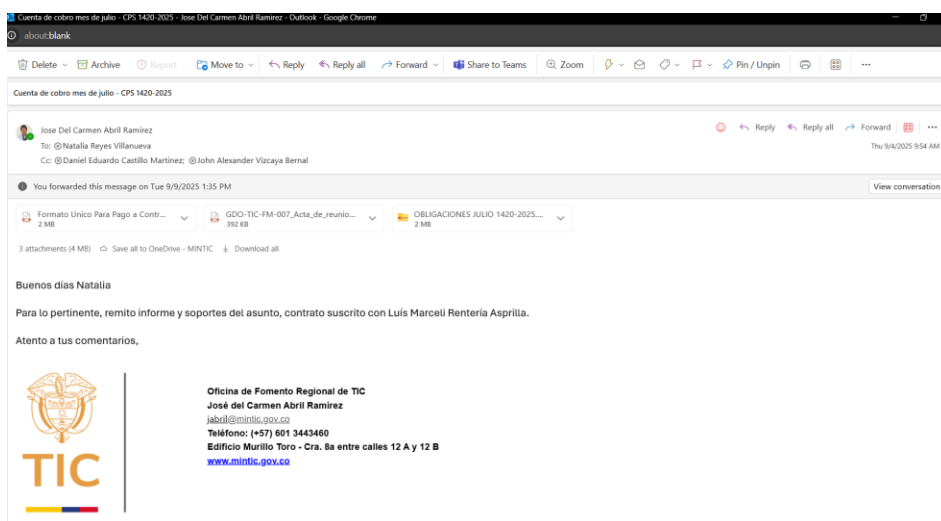 Cuenta de cobro mes de julio - CPS 1420-2025 - Jose Del Carmen Abril Ramirez - Outlook - Google Chrome
about:blank
Delete Archive Report Move to Reply Reply all Forward Share to Teams Zoom Pin / Unpin ...
Cuenta de cobro mes de julio - CPS 1420-2025
Jose Del Carmen Abril Ramirez
Reply Reply all Forward ...
To: Natalia Reyes Villanueva
Thu 9/4/2025 9:54 AM
Cc: Daniel Eduardo Castillo Martinez; John Alexander Vizcaya Bernal
You forwarded this message on Tue 9/9/2025 1:35 PM
View conversation
Formato Unico Para Pago a Contr...
2 MB
GDO-TIC-FM-007_Acta_de_reunio...
392 KB
OBLIGACIONES JULIO 1420-2025....
2 MB
3 attachments (4 MB) Save all to OneDrive - MINTIC Download all
Buenos días Natalia
Para lo pertinente, remito informe y soportes del asunto, contrato suscrito con Luís Marceli Rentería Asprilla.
Atento a tus comentarios,
Oficina de Fomento Regional de TIC
José del Carmen Abril Ramírez
jabril@mintic.gov.co
Teléfono: (+57) 601 3443460
Edificio Murillo Toro - Cra. 8a entre calles 12 A y 12 B
www.mintic.gov.co
TIC